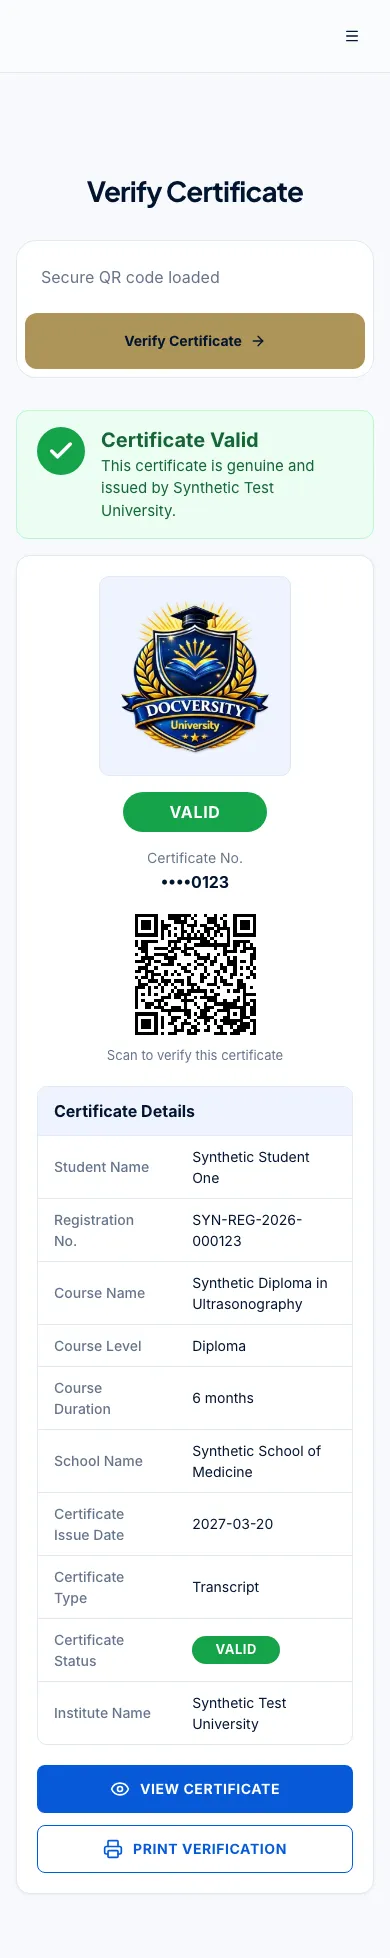 Verify Certificate
Secure QR code loaded
Verify Certificate →
Certificate Valid
This certificate is genuine and
issued by Synthetic Test
University.
DOCVERSITY
University
VALID
Certificate No.
••••0123
Scan to verify this certificate
Certificate Details
Student Name
Synthetic Student
One
Registration
No.
SYN-REG-2026-
000123
Course Name
Synthetic Diploma in
Ultrasonography
Course Level
Diploma
Course
Duration
6 months
School Name
Synthetic School of
Medicine
Certificate
Issue Date
2027-03-20
Certificate
Type
Transcript
Certificate
Status
VALID
Institute Name
Synthetic Test
University
VIEW CERTIFICATE
PRINT VERIFICATION